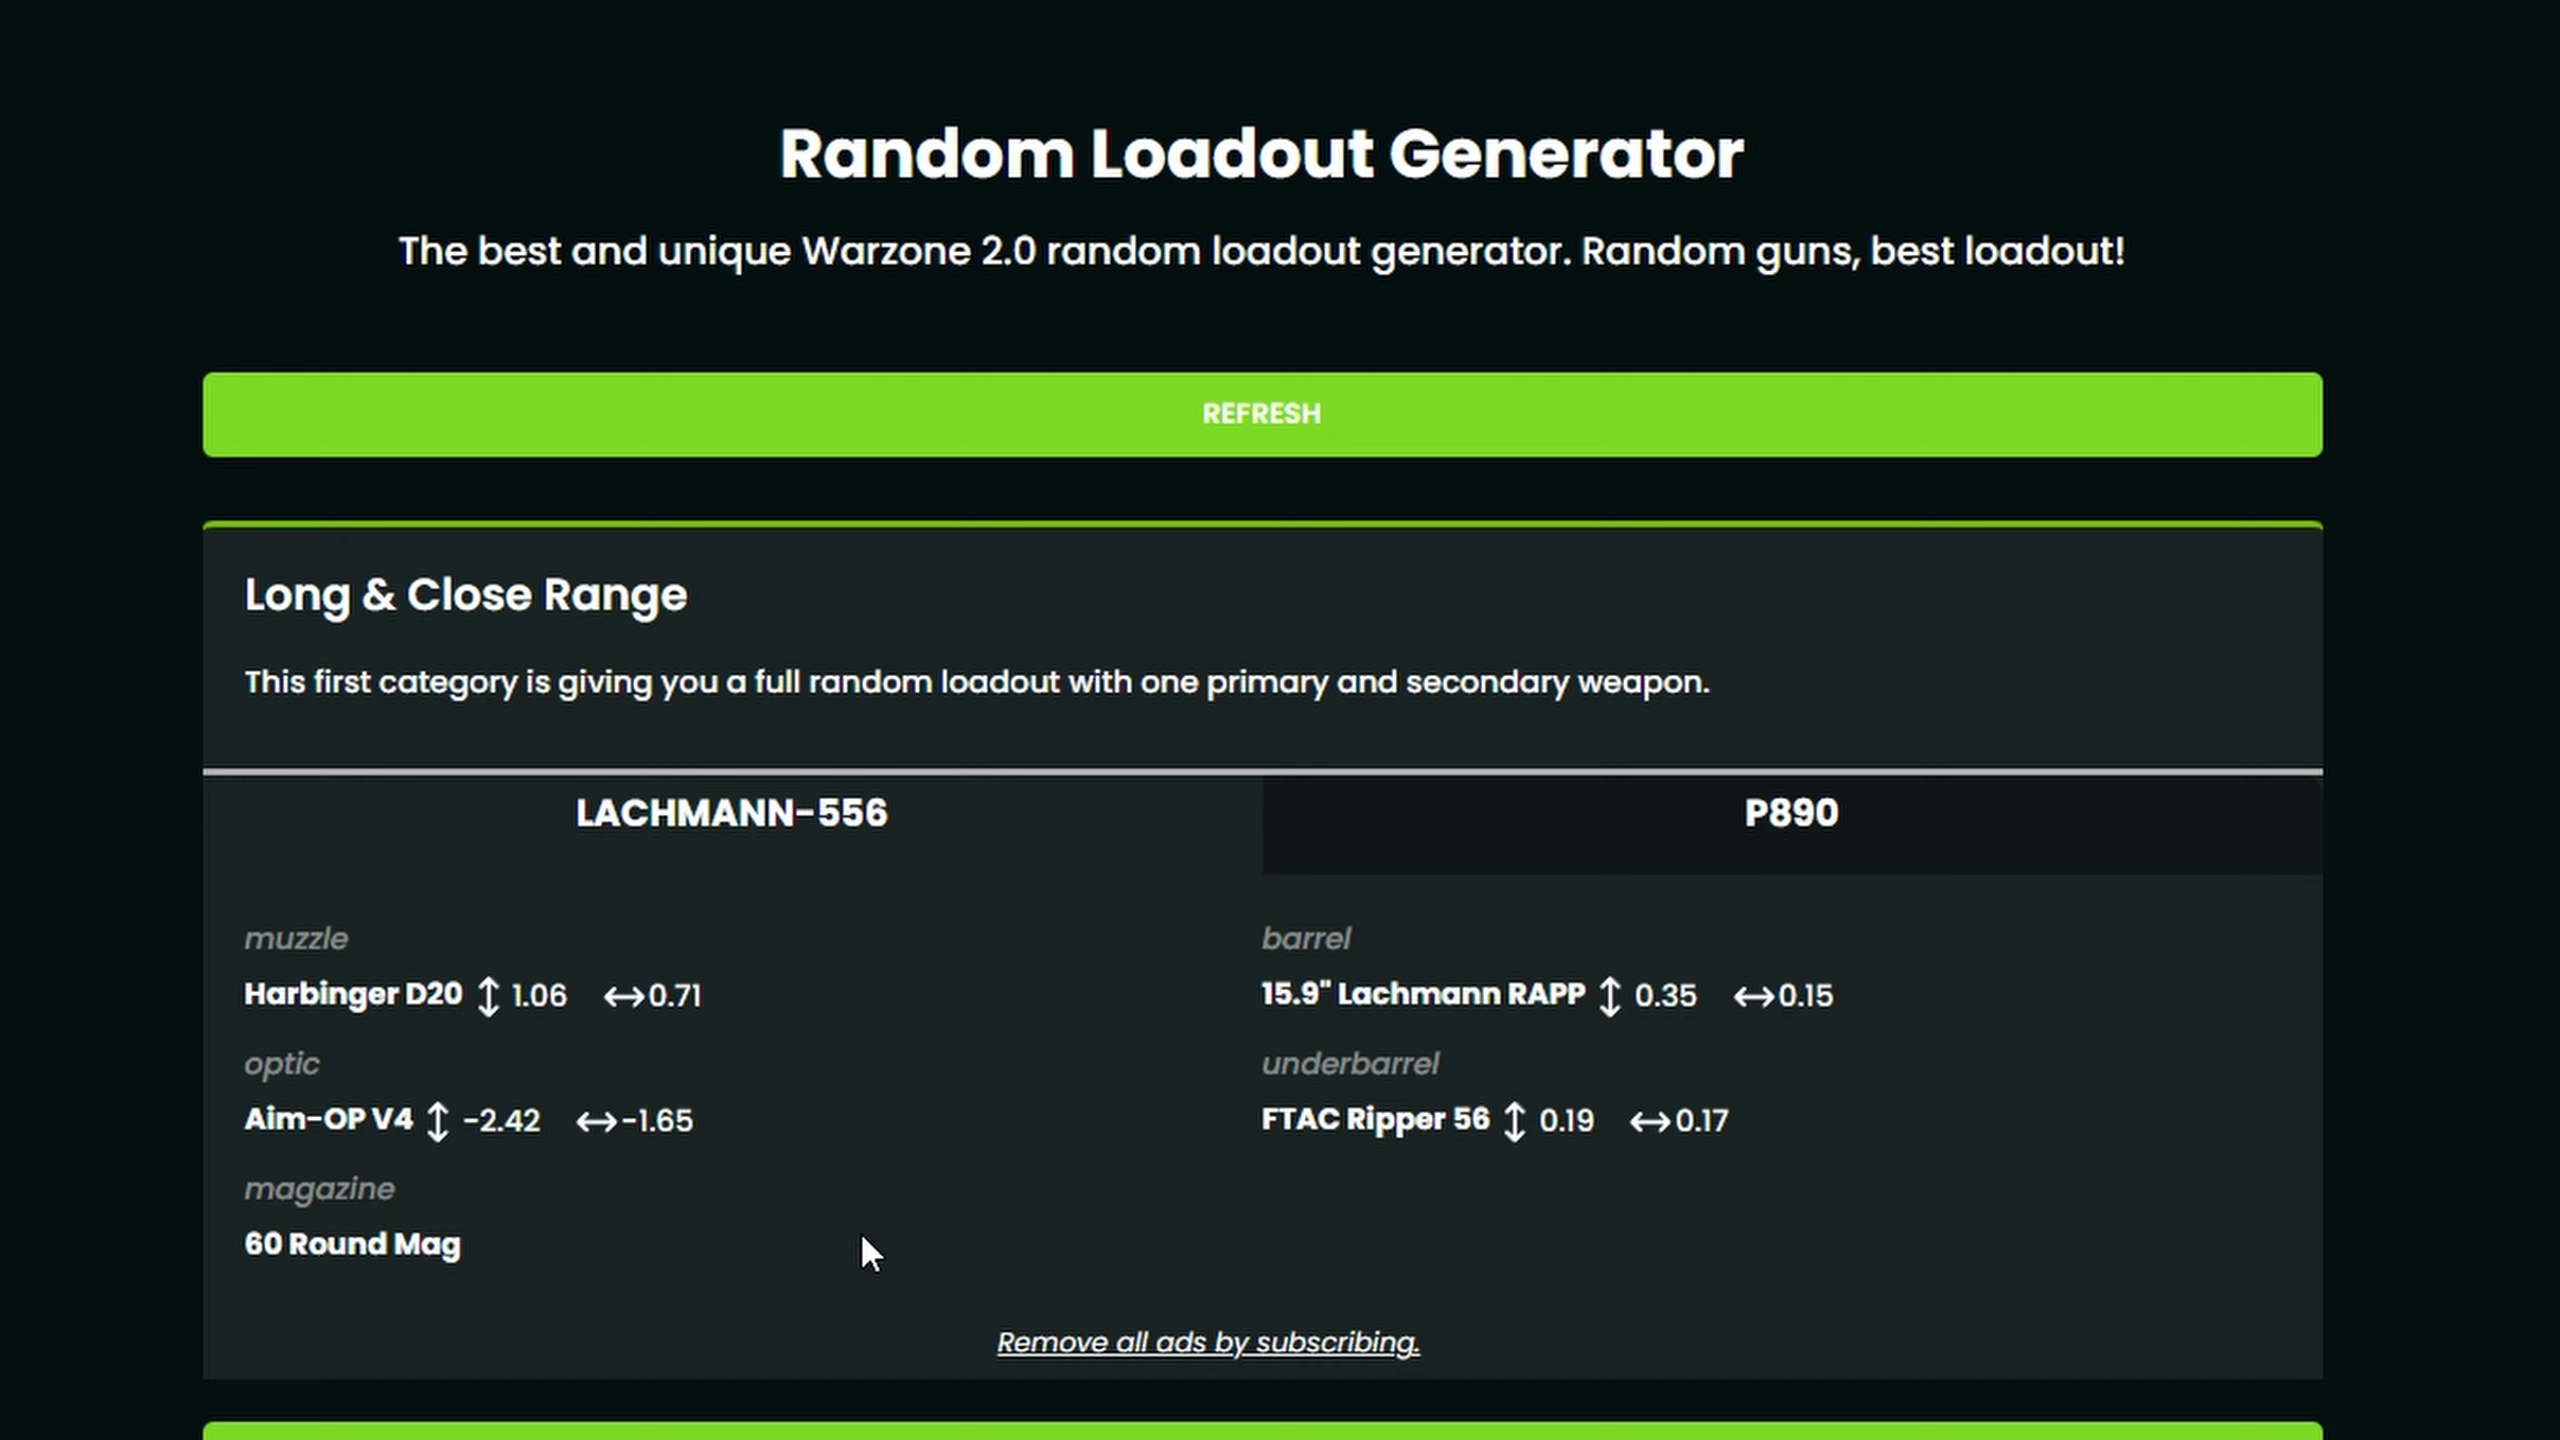 Random Loadout Generator
The best and unique Warzone 2.0 random loadout generator. Random guns, best loadout!
REFRESH
Long & Close Range
This first category is giving you a full random loadout with one primary and secondary weapon.
LACHMANN-556
P890
muzzle
Harbinger D20 ↕ 1.06 ↔0.71
barrel
15.9" Lachmann RAPP ↕ 0.35 ↔0.15
optic
Aim-OP V4 ↕ -2.42 ↔-1.65
underbarrel
FTAC Ripper 56 ↕ 0.19 ↔0.17
magazine
60 Round Mag
Remove all ads by subscribing.